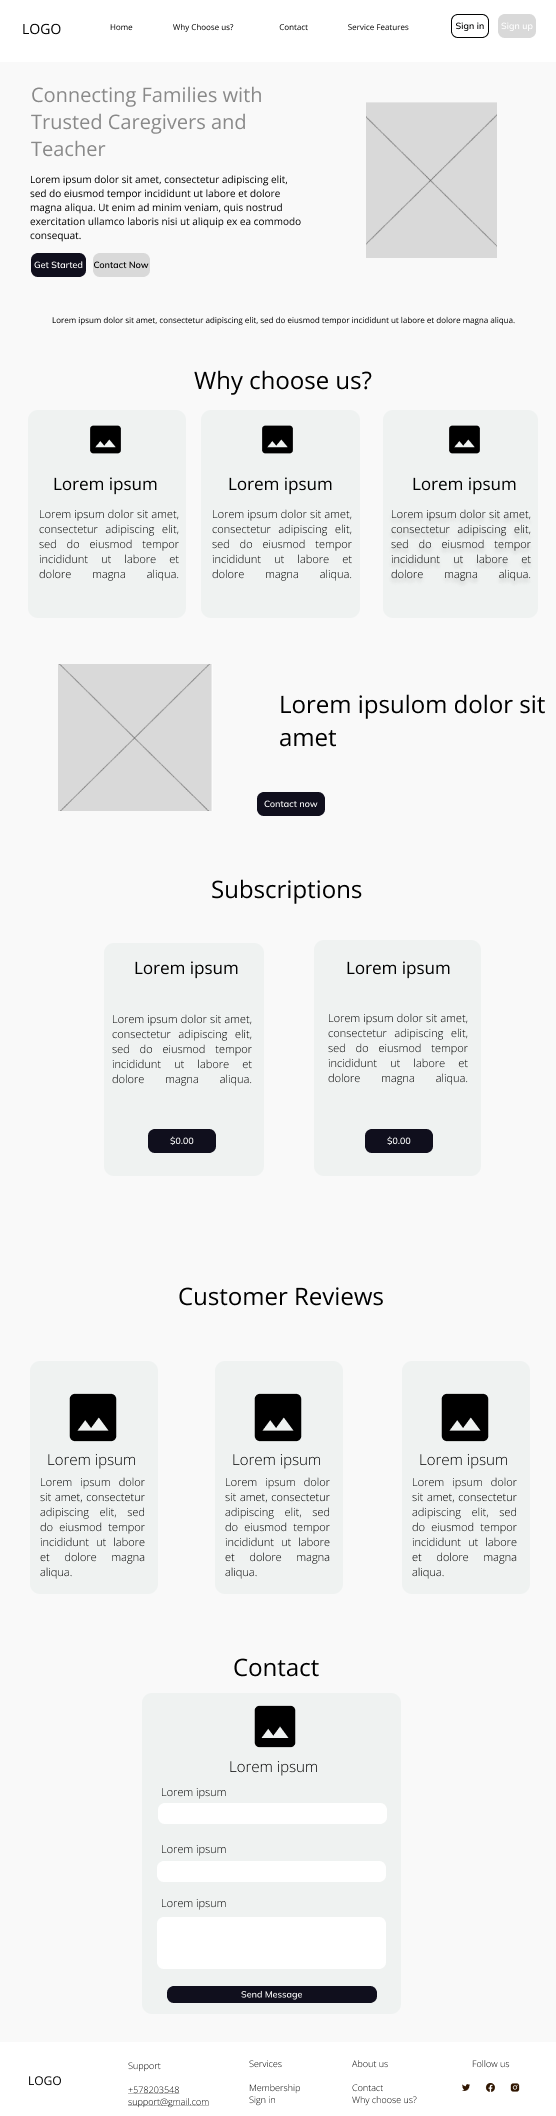 LOGO
Home
Why Choose us?
Contact
Service Features
Sign in
Sign up
Connecting Families with
Trusted Caregivers and
Teacher
Lorem ipsum dolor sit amet, consectetur adipiscing elit,
sed do eiusmod tempor incididunt ut labore et dolore
magna aliqua. Ut enim ad minim veniam, quis nostrud
exercitation ullamco laboris nisi ut aliquip ex ea commodo
consequat.
Get Started
Contact Now
Lorem ipsum dolor sit amet, consectetur adipiscing elit, sed do eiusmod tempor incididunt ut labore et dolore magna aliqua.
Why choose us?
Lorem ipsum
Lorem ipsum dolor sit amet,
consectetur adipiscing elit,
sed do eiusmod tempor
incididunt ut labore et
dolore magna aliqua.
Lorem ipsum
Lorem ipsum dolor sit amet,
consectetur adipiscing elit,
sed do eiusmod tempor
incididunt ut labore et
dolore magna aliqua.
Lorem ipsum
Lorem ipsum dolor sit amet,
consectetur adipiscing elit,
sed do eiusmod tempor
incididunt ut labore et
dolore magna aliqua.
Lorem ipsulom dolor sit
amet
Contact now
Subscriptions
Lorem ipsum
Lorem ipsum dolor sit amet,
consectetur adipiscing elit,
sed do eiusmod tempor
incididunt ut labore et
dolore magna aliqua.
$0.00
Lorem ipsum
Lorem ipsum dolor sit amet,
consectetur adipiscing elit,
sed do eiusmod tempor
incididunt ut labore et
dolore magna aliqua.
$0.00
Customer Reviews
Lorem ipsum
Lorem ipsum dolor
sit amet, consectetur
adipiscing elit, sed
do eiusmod tempor
incididunt ut labore
et dolore magna
aliqua.
Lorem ipsum
Lorem ipsum dolor
sit amet, consectetur
adipiscing elit, sed
do eiusmod tempor
incididunt ut labore
et dolore magna
aliqua.
Lorem ipsum
Lorem ipsum dolor
sit amet, consectetur
adipiscing elit, sed
do eiusmod tempor
incididunt ut labore
et dolore magna
aliqua.
Contact
Lorem ipsum
Lorem ipsum
Lorem ipsum
Lorem ipsum
Send Message
LOGO
Support
+578203548
support@gmail.com
Services
Membership
Sign in
About us
Contact
Why choose us?
Follow us